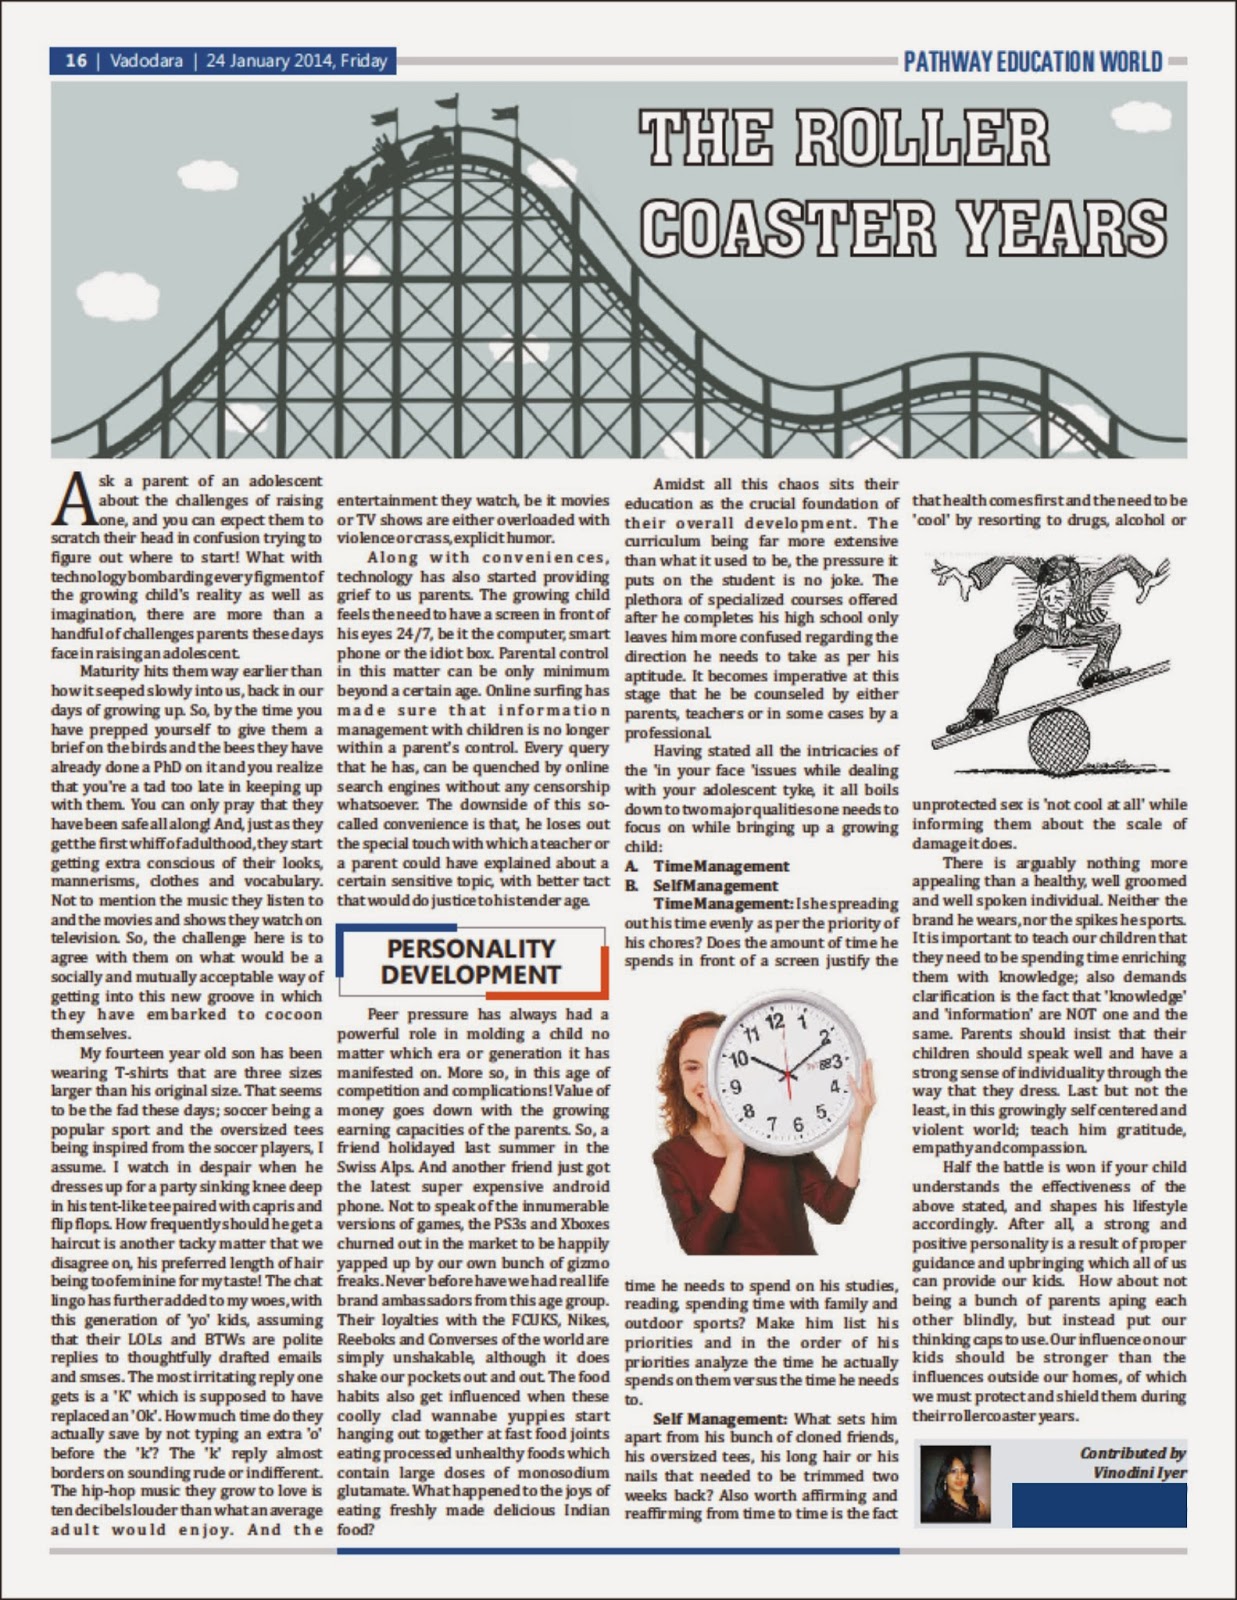 16 | Vadodara | 24 January 2014, Friday
PATHWAY EDUCATION WORLD
THE ROLLER
COASTER YEARS
Ask a parent of an adolescent
about the challenges of raising
one, and you can expect them to
scratch their head in confusion trying to
figure out where to start! What with
technology bombarding every figment of
the growing child's reality as well as
imagination, there are more than a
handful of challenges parents these days
face in raising an adolescent.
Maturity hits them way earlier than
how it seeped slowly into us, back in our
days of growing up. So, by the time you
have prepped yourself to give them a
brief on the birds and the bees they have
already done a PhD on it and you realize
that you're a tad too late in keeping up
with them. You can only pray that they
have been safe all along! And, just as they
get the first whiff of adulthood, they start
getting extra conscious of their looks,
mannerisms, clothes and vocabulary.
Not to mention the music they listen to
and the movies and shows they watch on
television. So, the challenge here is to
agree with them on what would be a
socially and mutually acceptable way of
getting into this new groove in which
they have embarked to cocoon
themselves.
My fourteen year old son has been
wearing T-shirts that are three sizes
larger than his original size. That seems
to be the fad these days; soccer being a
popular sport and the oversized tees
being inspired from the soccer players, I
assume. I watch in despair when he
dresses up for a party sinking knee deep
in his tent-like tee paired with capris and
flip flops. How frequently should he get a
haircut is another tacky matter that we
disagree on, his preferred length of hair
being too feminine for my taste! The chat
lingo has further added to my woes, with
this generation of 'yo' kids, assuming
that their LOLs and BTWs are polite
replies to thoughtfully drafted emails
and smses. The most irritating reply one
gets is a 'K' which is supposed to have
replaced an 'Ok'. How much time do they
actually save by not typing an extra 'o'
before the 'k'? The 'k' reply almost
borders on sounding rude or indifferent.
The hip-hop music they grow to love is
ten decibels louder than what an average
adult would enjoy. And the
entertainment they watch, be it movies
or TV shows are either overloaded with
violence or crass, explicit humor.
Along with conveniences,
technology has also started providing
grief to us parents. The growing child
feels the need to have a screen in front of
his eyes 24/7, be it the computer, smart
phone or the idiot box. Parental control
in this matter can be only minimum
beyond a certain age. Online surfing has
made sure that information
management with children is no longer
within a parent's control. Every query
that he has, can be quenched by online
search engines without any censorship
whatsoever. The downside of this so-
called convenience is that, he loses out
the special touch with which a teacher or
a parent could have explained about a
certain sensitive topic, with better tact
that would do justice to his tender age.
PERSONALITY
DEVELOPMENT
Peer pressure has always had a
powerful role in molding a child no
matter which era or generation it has
manifested on. More so, in this age of
competition and complications! Value of
money goes down with the growing
earning capacities of the parents. So, a
friend holidayed last summer in the
Swiss Alps. And another friend just got
the latest super expensive android
phone. Not to speak of the innumerable
versions of games, the PS3s and Xboxes
churned out in the market to be happily
yapped up by our own bunch of gizmo
freaks. Never before have we had real life
brand ambassadors from this age group.
Their loyalties with the FCUKS, Nikes,
Reeboks and Converses of the world are
simply unshakable, although it does
shake our pockets out and out. The food
habits also get influenced when these
coolly clad wannabe yuppies start
hanging out together at fast food joints
eating processed unhealthy foods which
contain large doses of monosodium
glutamate. What happened to the joys of
eating freshly made delicious Indian
food?
Amidst all this chaos sits their
education as the crucial foundation of
their overall development. The
curriculum being far more extensive
than what it used to be, the pressure it
puts on the student is no joke. The
plethora of specialized courses offered
after he completes his high school only
leaves him more confused regarding the
direction he needs to take as per his
aptitude. It becomes imperative at this
stage that he be counseled by either
parents, teachers or in some cases by a
professional.
Having stated all the intricacies of
the 'in your face 'issues while dealing
with your adolescent tyke, it all boils
down to two major qualities one needs to
focus on while bringing up a growing
child:
A. Time Management
B. Self Management
Time Management: Is he spreading
out his time evenly as per the priority of
his chores? Does the amount of time he
spends in front of a screen justify the
12 1 2 3 4 5 6 7 8 9 10 11
time he needs to spend on his studies,
reading, spending time with family and
outdoor sports? Make him list his
priorities and in the order of his
priorities analyze the time he actually
spends on them versus the time he needs
to.
Self Management: What sets him
apart from his bunch of cloned friends,
his oversized tees, his long hair or his
nails that needed to be trimmed two
weeks back? Also worth affirming and
reaffirming from time to time is the fact
that health comes first and the need to be
'cool' by resorting to drugs, alcohol or
unprotected sex is 'not cool at all' while
informing them about the scale of
damage it does.
There is arguably nothing more
appealing than a healthy, well groomed
and well spoken individual. Neither the
brand he wears, nor the spikes he sports.
It is important to teach our children that
they need to be spending time enriching
them with knowledge; also demands
clarification is the fact that 'knowledge'
and 'information' are NOT one and the
same. Parents should insist that their
children should speak well and have a
strong sense of individuality through the
way that they dress. Last but not the
least, in this growingly self centered and
violent world; teach him gratitude,
empathy and compassion.
Half the battle is won if your child
understands the effectiveness of the
above stated, and shapes his lifestyle
accordingly. After all, a strong and
positive personality is a result of proper
guidance and upbringing which all of us
can provide our kids. How about not
being a bunch of parents aping each
other blindly, but instead put our
thinking caps to use. Our influence on our
kids should be stronger than the
influences outside our homes, of which
we must protect and shield them during
their rollercoaster years.
Contributed by
Vinodini Iyer